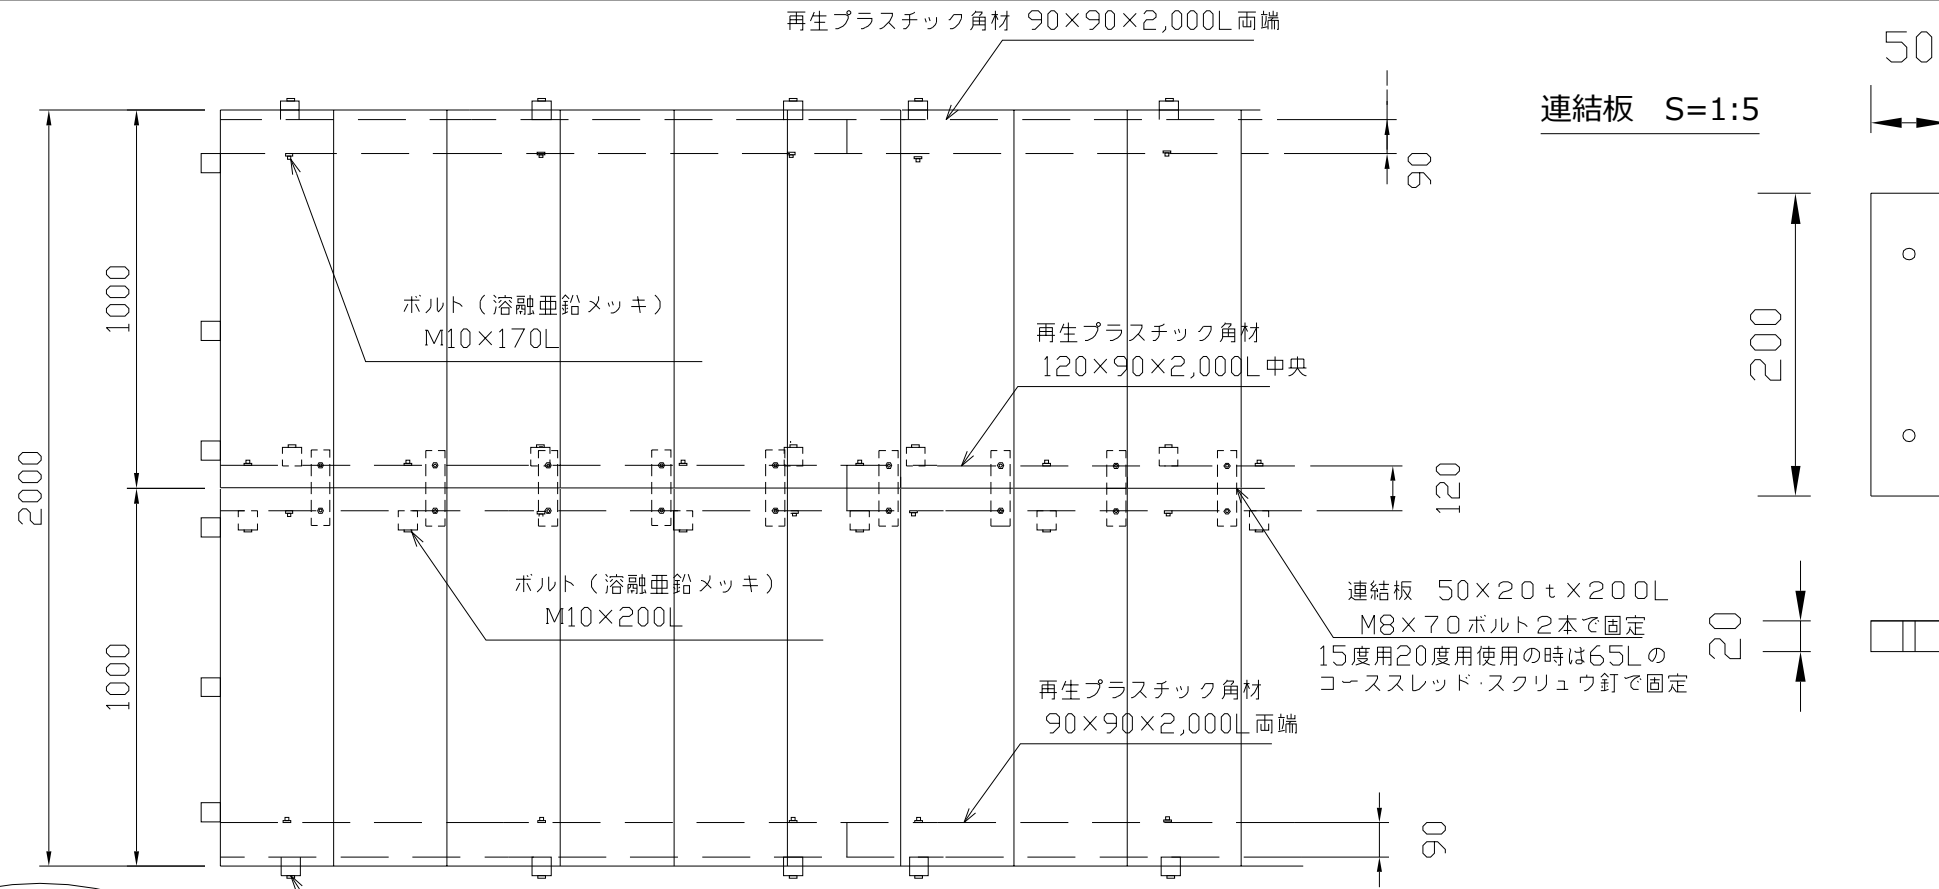 再生プラスチック角材 90×90×2,000L両端
50
連結板 S=1:5
90
1000
ボルト（溶融亜鉛メッキ）
M10×170L
再生プラスチック角材
120×90×2,000L中央
200
2000
120
ボルト（溶融亜鉛メッキ）
M10×200L
連結板 50×20t×200L
M8×70ボルト2本で固定
15度用20度用使用の時は65Lの
コーススレッド・スクリュウ釘で固定
20
1000
再生プラスチック角材
90×90×2,000L両端
90